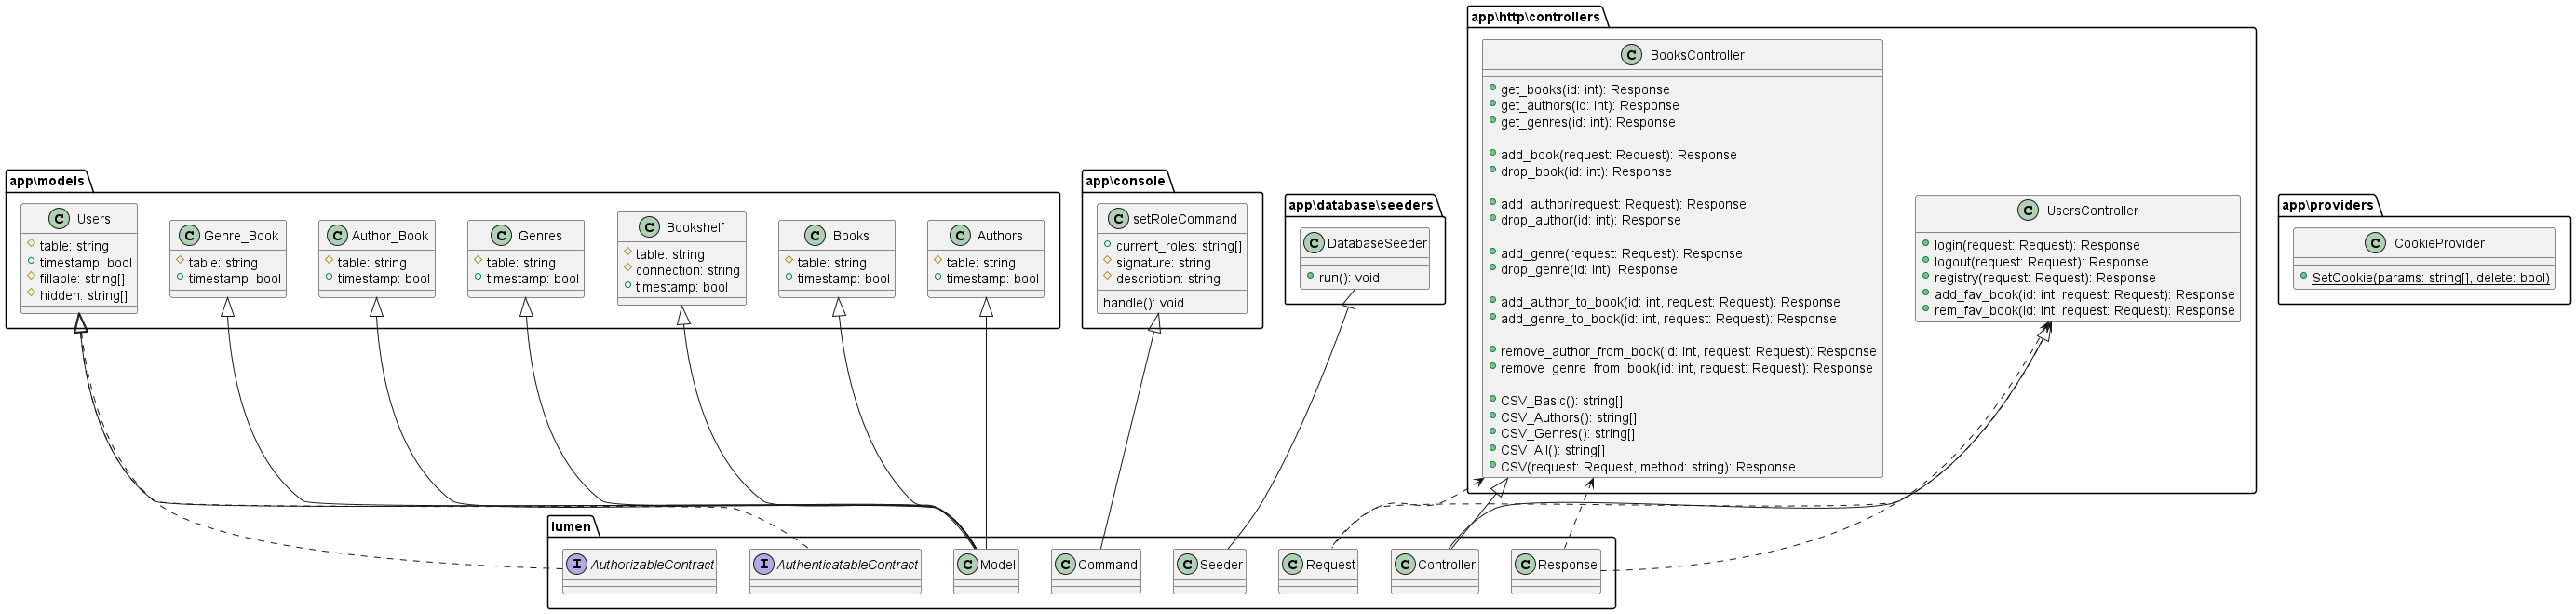 app\models
C Users
table: string
timestamp: bool
fillable: string[]
hidden: string[]
C Genre_Book
table: string
timestamp: bool
C Author_Book
table: string
timestamp: bool
C Genres
table: string
timestamp: bool
C Bookshelf
table: string
connection: string
timestamp: bool
C Books
table: string
timestamp: bool
C Authors
table: string
timestamp: bool
app\console
C setRoleCommand
current_roles: string[]
signature: string
description: string
handle(): void
app\database\seeders
C DatabaseSeeder
run(): void
app\http\controllers
C BooksController
get_books(id: int): Response
get_authors(id: int): Response
get_genres(id: int): Response
add_book(request: Request): Response
drop_book(id: int): Response
add_author(request: Request): Response
drop_author(id: int): Response
add_genre(request: Request): Response
drop_genre(id: int): Response
add_author_to_book(id: int, request: Request): Response
add_genre_to_book(id: int, request: Request): Response
remove_author_from_book(id: int, request: Request): Response
remove_genre_from_book(id: int, request: Request): Response
CSV_Basic(): string[]
CSV_Authors(): string[]
CSV_Genres(): string[]
CSV_All(): string[]
CSV(request: Request, method: string): Response
C UsersController
login(request: Request): Response
logout(request: Request): Response
registry(request: Request): Response
add_fav_book(id: int, request: Request): Response
rem_fav_book(id: int, request: Request): Response
app\providers
C CookieProvider
SetCookie(params: string[], delete: bool)
lumen
I AuthorizableContract
I AuthenticatableContract
C Model
C Command
C Seeder
C Request
C Controller
C Response